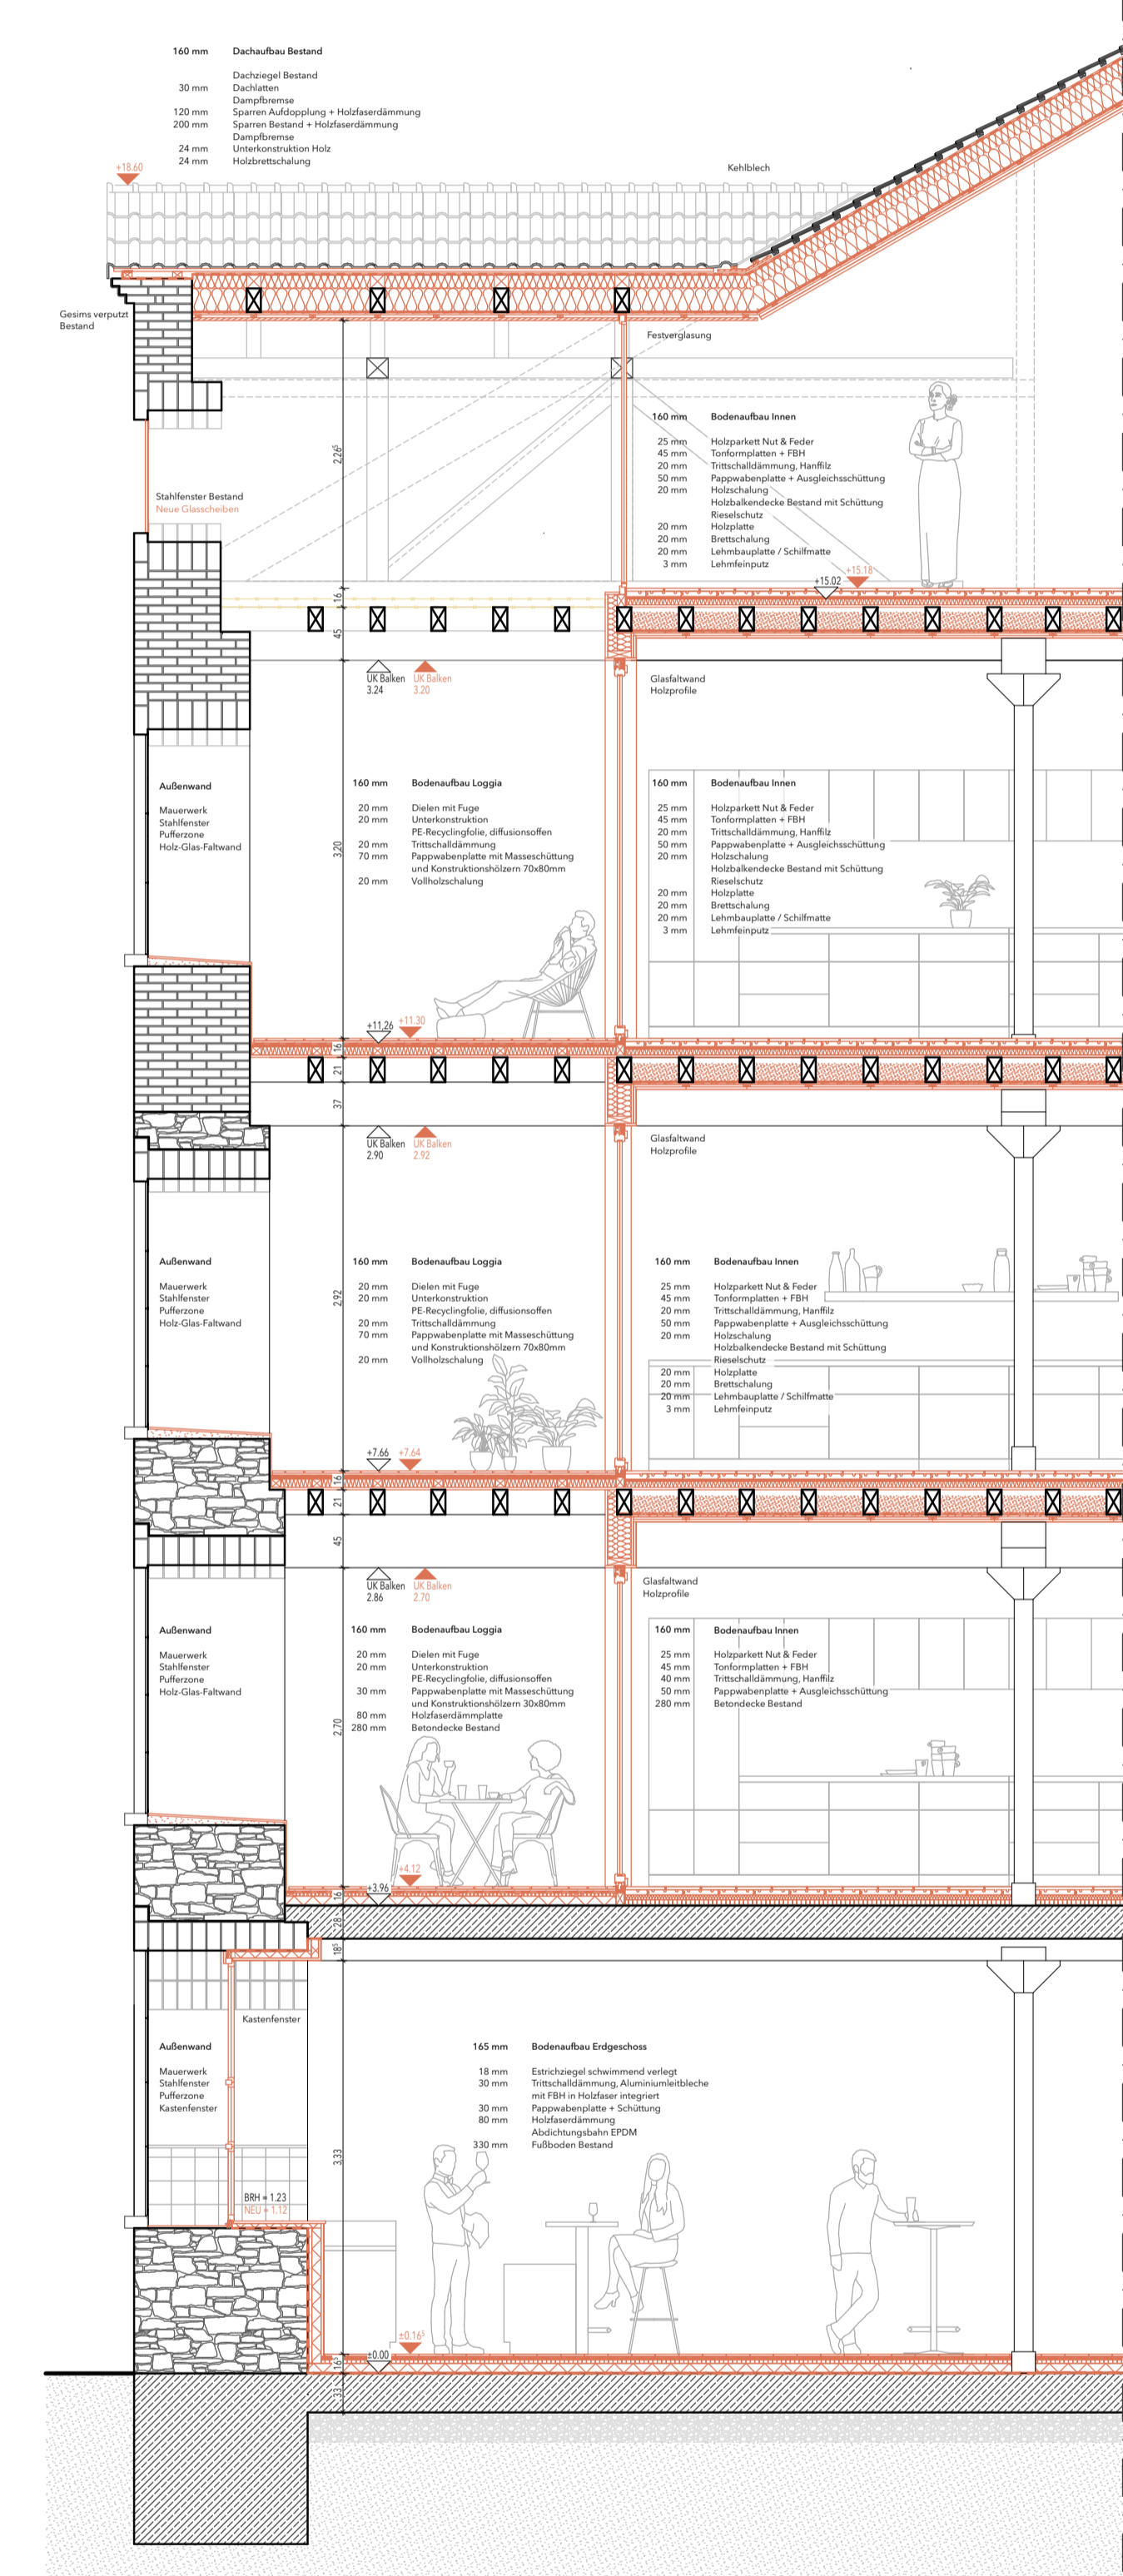 160 mm Dachaufbau Bestand
Dachziegel Bestand
30 mm Dachlatten
Dampfbremse
120 mm Sparren Aufdopplung + Holzfaserdämmung
200 mm Sparren Bestand + Holzfaserdämmung
Dampfbremse
24 mm Unterkonstruktion Holz
24 mm Holzbrettschalung
+18.60
Kehlblech
Gesims verputzt
Bestand
Festverglasung
160 mm Bodenaufbau Innen
25 mm Holzparkett Nut & Feder
45 mm Tonformplatten + FBH
20 mm Trittschalldämmung, Hanffilz
50 mm Pappwabenplatte + Ausgleichsschüttung
20 mm Holzschalung
Holzbalkendecke Bestand mit Schüttung
Rieselschutz
20 mm Holzplatte
20 mm Brettschalung
20 mm Lehmbauplatte / Schilfmatte
3 mm Lehmfeinputz
2,26⁵
Stahlfenster Bestand
Neue Glasscheiben
+15.02
+15.18
16
45
UK Balken
3.24
UK Balken
3.20
Glasfaltwand
Holzprofile
Außenwand
Mauerwerk
Stahlfenster
Pufferzone
Holz-Glas-Faltwand
3,20
160 mm Bodenaufbau Loggia
20 mm Dielen mit Fuge
20 mm Unterkonstruktion
PE-Recyclingfolie, diffusionsoffen
20 mm Trittschalldämmung
70 mm Pappwabenplatte mit Masseschüttung
und Konstruktionshölzern 70x80mm
20 mm Vollholzschalung
160 mm Bodenaufbau Innen
25 mm Holzparkett Nut & Feder
45 mm Tonformplatten + FBH
20 mm Trittschalldämmung, Hanffilz
50 mm Pappwabenplatte + Ausgleichsschüttung
20 mm Holzschalung
Holzbalkendecke Bestand mit Schüttung
Rieselschutz
20 mm Holzplatte
20 mm Brettschalung
20 mm Lehmbauplatte / Schilfmatte
3 mm Lehmfeinputz
+11,26
+11.30
16
21
37
UK Balken
2.90
UK Balken
2.92
Glasfaltwand
Holzprofile
Außenwand
Mauerwerk
Stahlfenster
Pufferzone
Holz-Glas-Faltwand
2,92
160 mm Bodenaufbau Loggia
20 mm Dielen mit Fuge
20 mm Unterkonstruktion
PE-Recyclingfolie, diffusionsoffen
20 mm Trittschalldämmung
70 mm Pappwabenplatte mit Masseschüttung
und Konstruktionshölzern 70x80mm
20 mm Vollholzschalung
160 mm Bodenaufbau Innen
25 mm Holzparkett Nut & Feder
45 mm Tonformplatten + FBH
20 mm Trittschalldämmung, Hanffilz
50 mm Pappwabenplatte + Ausgleichsschüttung
20 mm Holzschalung
Holzbalkendecke Bestand mit Schüttung
Rieselschutz
20 mm Holzplatte
20 mm Brettschalung
20 mm Lehmbauplatte / Schilfmatte
3 mm Lehmfeinputz
+7.66
+7.64
16
21
45
UK Balken
2.86
UK Balken
2.70
Glasfaltwand
Holzprofile
Außenwand
Mauerwerk
Stahlfenster
Pufferzone
Holz-Glas-Faltwand
2,70
160 mm Bodenaufbau Loggia
20 mm Dielen mit Fuge
20 mm Unterkonstruktion
PE-Recyclingfolie, diffusionsoffen
30 mm Pappwabenplatte mit Masseschüttung
und Konstruktionshölzern 30x80mm
80 mm Holzfaserdämmplatte
280 mm Betondecke Bestand
160 mm Bodenaufbau Innen
25 mm Holzparkett Nut & Feder
45 mm Tonformplatten + FBH
40 mm Trittschalldämmung, Hanffilz
50 mm Pappwabenplatte + Ausgleichsschüttung
280 mm Betondecke Bestand
+3.96
+4.12
16
28
18⁵
Kastenfenster
Außenwand
Mauerwerk
Stahlfenster
Pufferzone
Kastenfenster
3,33
165 mm Bodenaufbau Erdgeschoss
18 mm Estrichziegel schwimmend verlegt
30 mm Trittschalldämmung, Aluminiumleitbleche
mit FBH in Holzfaser integriert
30 mm Pappwabenplatte + Schüttung
80 mm Holzfaserdämmung
Abdichtungsbahn EPDM
330 mm Fußboden Bestand
BRH = 1.23
NEU = 1.12
±0.00
±0.16⁵
16⁵
33